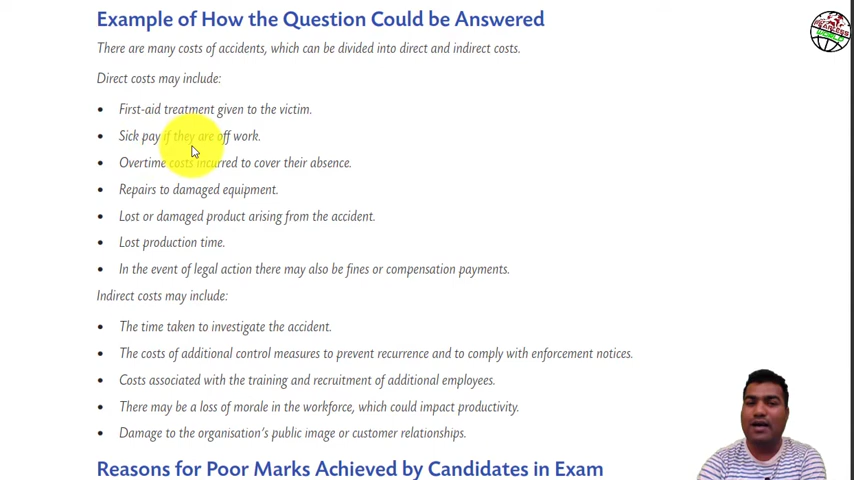 Example of How the Question Could be Answered
There are many costs of accidents, which can be divided into direct and indirect costs.
Direct costs may include:
• First-aid treatment given to the victim.
• Sick pay if they are off work.
• Overtime costs incurred to cover their absence.
• Repairs to damaged equipment.
• Lost or damaged product arising from the accident.
• Lost production time.
• In the event of legal action there may also be fines or compensation payments.
Indirect costs may include:
• The time taken to investigate the accident.
• The costs of additional control measures to prevent recurrence and to comply with enforcement notices.
• Costs associated with the training and recruitment of additional employees.
• There may be a loss of morale in the workforce, which could impact productivity.
• Damage to the organisation's public image or customer relationships.
Reasons for Poor Marks Achieved by Candidates in Exam
WORLD